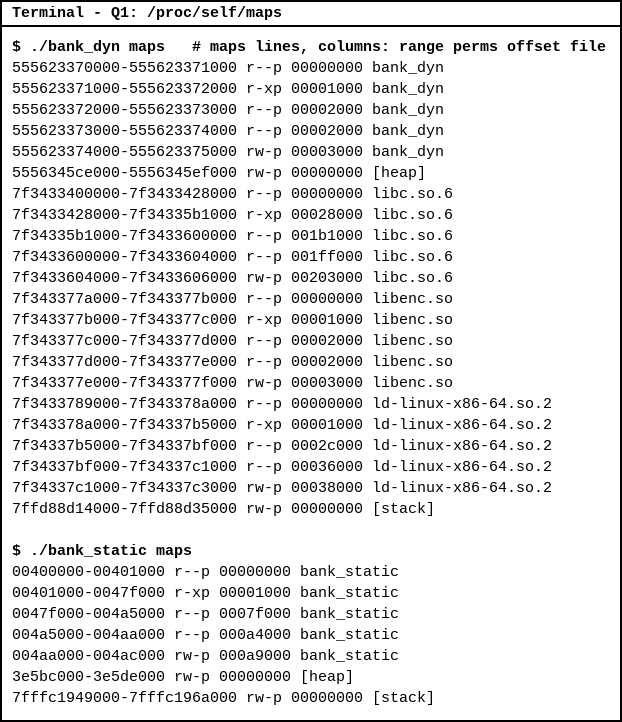 Terminal - Q1: /proc/self/maps
$ ./bank_dyn maps   # maps lines, columns: range perms offset file
555623370000-555623371000 r--p 00000000 bank_dyn
555623371000-555623372000 r-xp 00001000 bank_dyn
555623372000-555623373000 r--p 00002000 bank_dyn
555623373000-555623374000 r--p 00002000 bank_dyn
555623374000-555623375000 rw-p 00003000 bank_dyn
5556345ce000-5556345ef000 rw-p 00000000 [heap]
7f3433400000-7f3433428000 r--p 00000000 libc.so.6
7f3433428000-7f34335b1000 r-xp 00028000 libc.so.6
7f34335b1000-7f3433600000 r--p 001b1000 libc.so.6
7f3433600000-7f3433604000 r--p 001ff000 libc.so.6
7f3433604000-7f3433606000 rw-p 00203000 libc.so.6
7f343377a000-7f343377b000 r--p 00000000 libenc.so
7f343377b000-7f343377c000 r-xp 00001000 libenc.so
7f343377c000-7f343377d000 r--p 00002000 libenc.so
7f343377d000-7f343377e000 r--p 00002000 libenc.so
7f343377e000-7f343377f000 rw-p 00003000 libenc.so
7f3433789000-7f343378a000 r--p 00000000 ld-linux-x86-64.so.2
7f343378a000-7f34337b5000 r-xp 00001000 ld-linux-x86-64.so.2
7f34337b5000-7f34337bf000 r--p 0002c000 ld-linux-x86-64.so.2
7f34337bf000-7f34337c1000 r--p 00036000 ld-linux-x86-64.so.2
7f34337c1000-7f34337c3000 rw-p 00038000 ld-linux-x86-64.so.2
7ffd88d14000-7ffd88d35000 rw-p 00000000 [stack]
$ ./bank_static maps
00400000-00401000 r--p 00000000 bank_static
00401000-0047f000 r-xp 00001000 bank_static
0047f000-004a5000 r--p 0007f000 bank_static
004a5000-004aa000 r--p 000a4000 bank_static
004aa000-004ac000 rw-p 000a9000 bank_static
3e5bc000-3e5de000 rw-p 00000000 [heap]
7fffc1949000-7fffc196a000 rw-p 00000000 [stack]